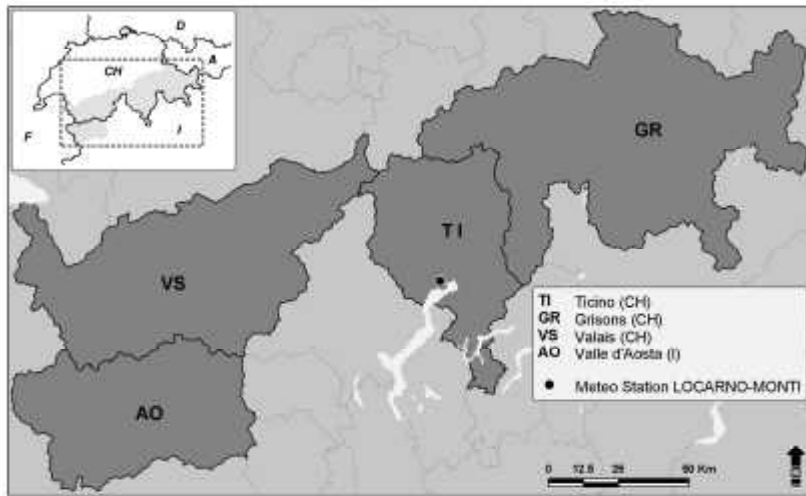 D
A
CH
F
I
GR
T I
VS
AO
TI Ticino (CH)
GR Grisons (CH)
VS Valais (CH)
AO Valle d'Aosta (I)
● Meteo Station LOCARNO-MONTI
0 12.5 25 50 Km